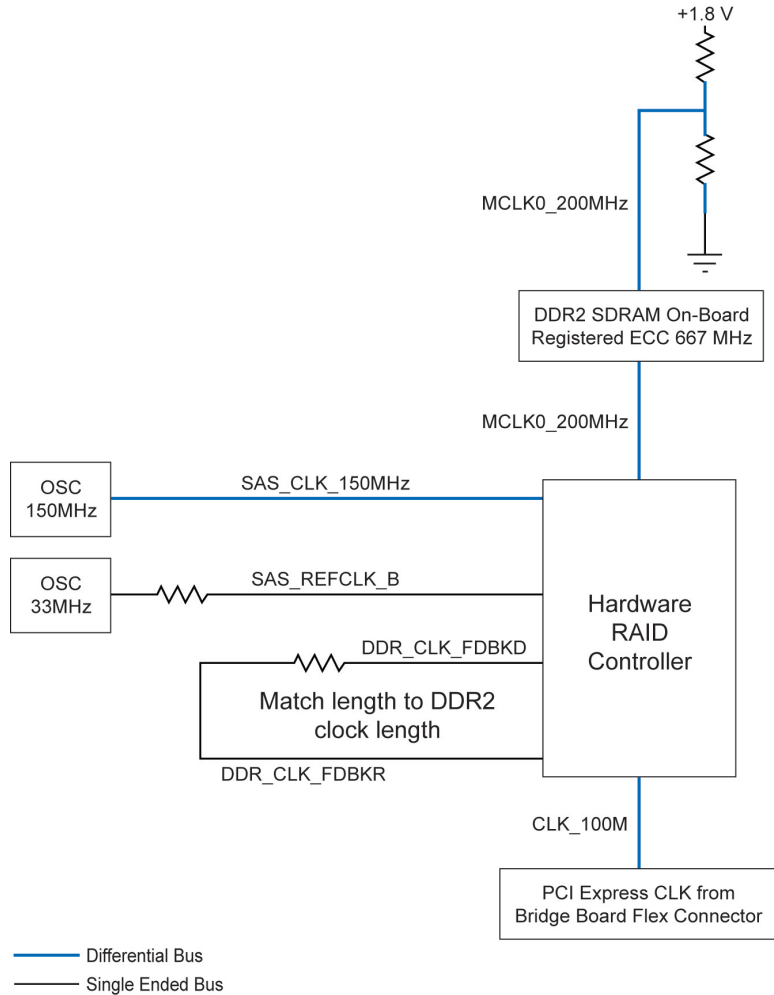 +1.8 V
MCLK0_200MHz
DDR2 SDRAM On-Board
Registered ECC 667 MHz
MCLK0_200MHz
OSC
150MHz
SAS_CLK_150MHz
OSC
33MHz
SAS_REFCLK_B
Hardware
RAID
Controller
DDR_CLK_FDBKD
Match length to DDR2
clock length
DDR_CLK_FDBKR
CLK_100M
PCI Express CLK from
Bridge Board Flex Connector
Differential Bus
Single Ended Bus